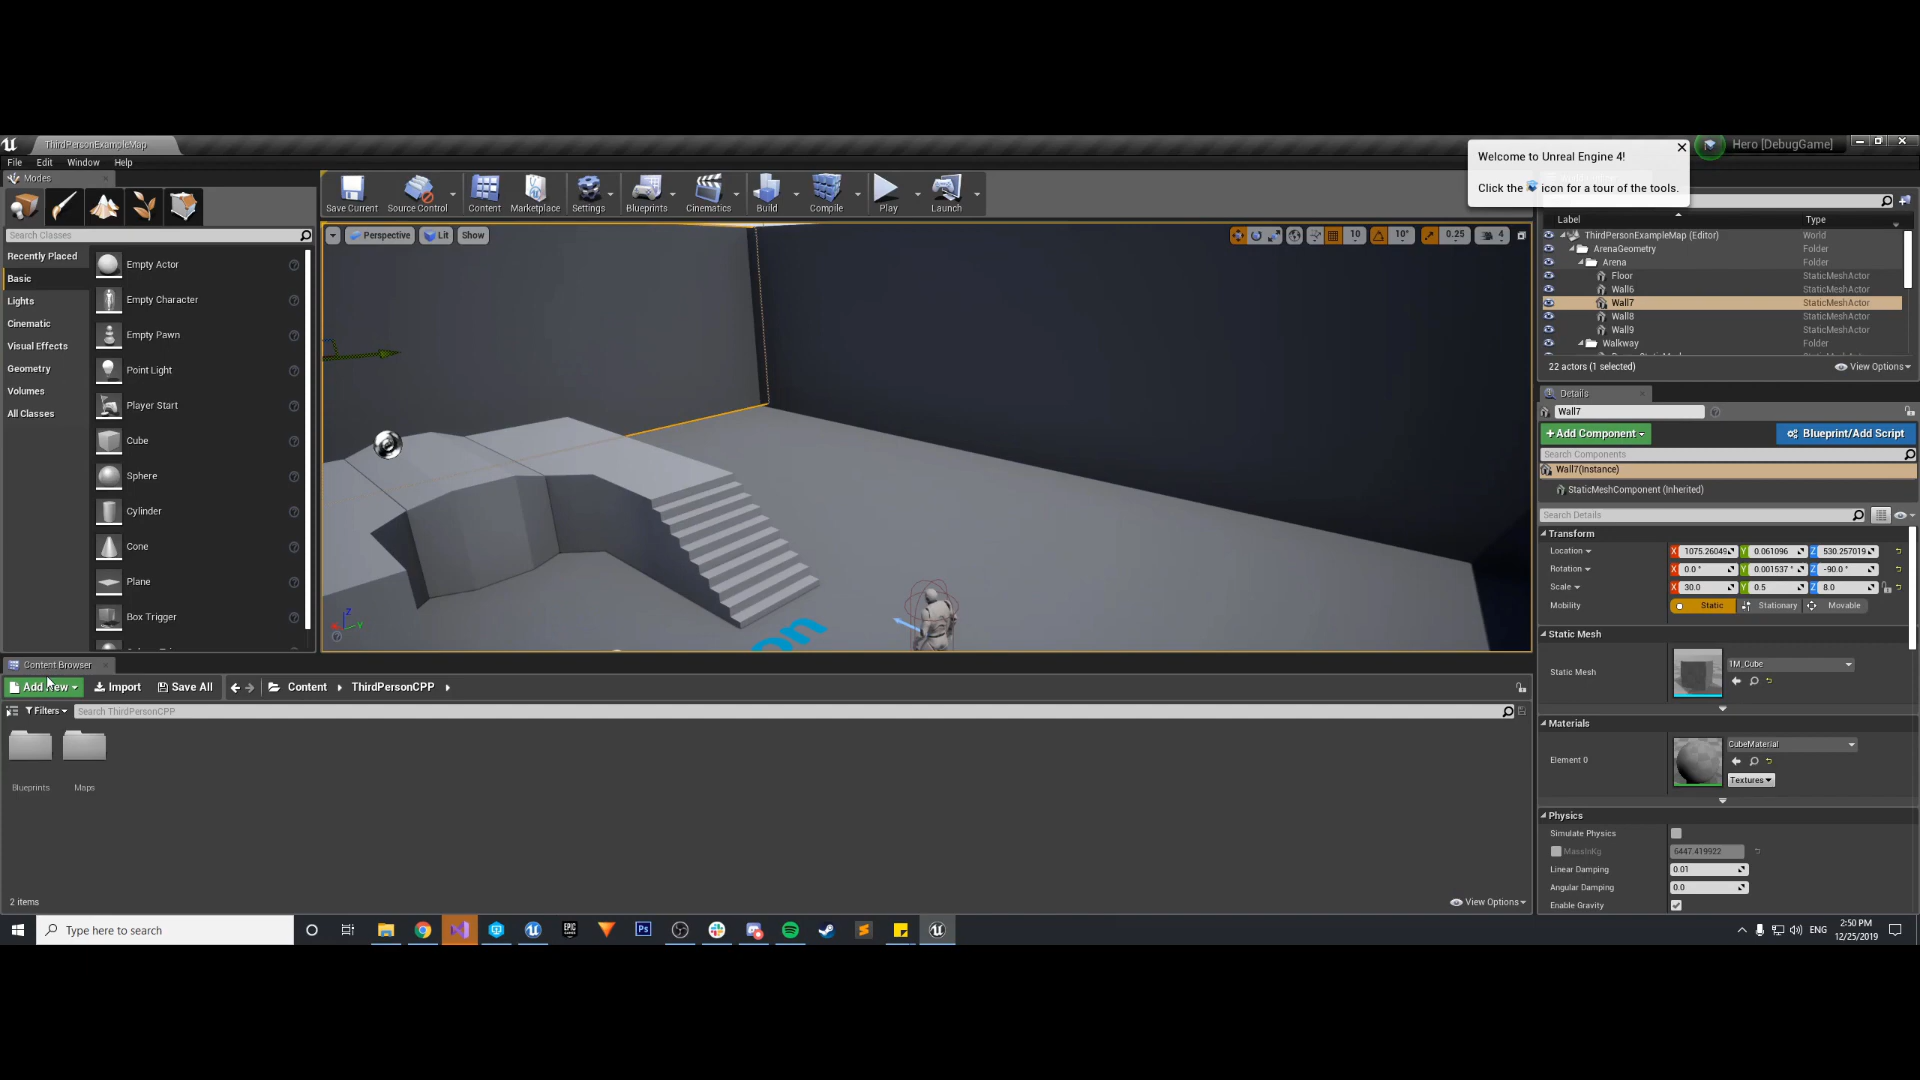 ThirdPersonExampleMap
Hero [DebugGame]
File Edit Window Help
Welcome to Unreal Engine 4!
Click the icon for a tour of the tools.
Modes
Save Current Source Control Content Marketplace Settings Blueprints Cinematics Build Compile Play Launch
Search Classes
Recently Placed
Basic
Lights
Cinematic
Visual Effects
Geometry
Volumes
All Classes
Empty Actor
Empty Character
Empty Pawn
Point Light
Player Start
Cube
Sphere
Cylinder
Cone
Plane
Box Trigger
Perspective Lit Show
10 10° 0.25 4
on
Label Type
ThirdPersonExampleMap (Editor) World
ArenaGeometry Folder
Arena Folder
Floor StaticMeshActor
Wall6 StaticMeshActor
Wall7 StaticMeshActor
Wall8 StaticMeshActor
Wall9 StaticMeshActor
Walkway Folder
22 actors (1 selected) View Options
Details
Wall7
+Add Component Blueprint/Add Script
Search Components
Wall7(Instance)
StaticMeshComponent (Inherited)
Search Details
Transform
Location X 1075.26049 Y 0.061096 Z 530.257019
Rotation X 0.0 ° Y 0.001537 ° Z -90.0 °
Scale X 30.0 Y 0.5 Z 8.0
Mobility Static Stationary Movable
Static Mesh
Static Mesh 1M_Cube
Materials
Element 0 CubeMaterial
Textures
Physics
Simulate Physics
MassInKg 6447.419922
Linear Damping 0.01
Angular Damping 0.0
Enable Gravity
Content Browser
Add New Import Save All Content ThirdPersonCPP
Filters Search ThirdPersonCPP
Blueprints Maps
2 items View Options
Type here to search
EPIC
Ps
ENG
2:50 PM
12/25/2019